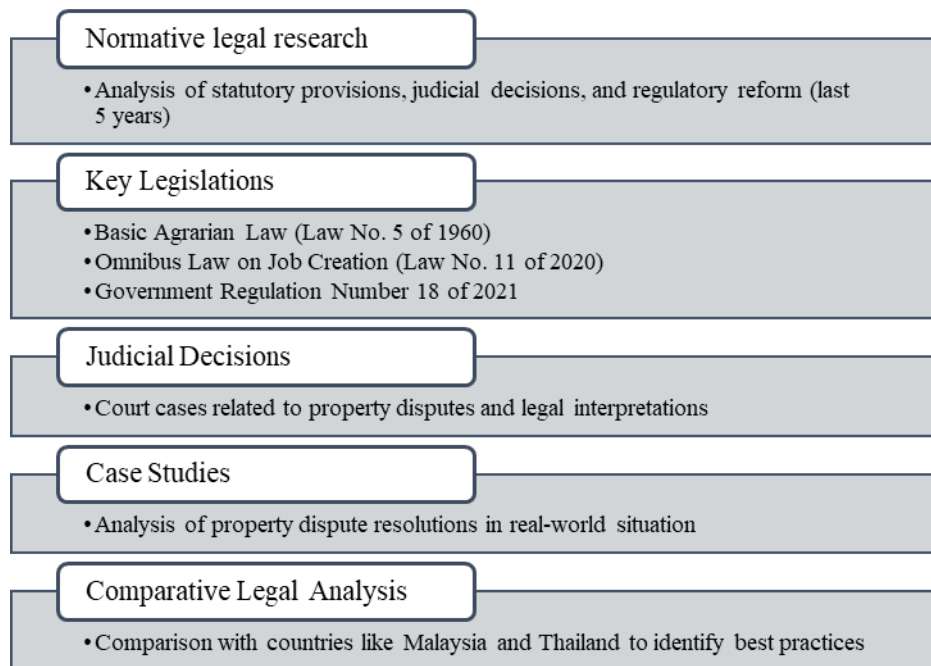 Normative legal research
•Analysis of statutory provisions, judicial decisions, and regulatory reform (last
5 years)
Key Legislations
•Basic Agrarian Law (Law No. 5 of 1960)
•Omnibus Law on Job Creation (Law No. 11 of 2020)
•Government Regulation Number 18 of 2021
Judicial Decisions
•Court cases related to property disputes and legal interpretations
Case Studies
•Analysis of property dispute resolutions in real-world situation
Comparative Legal Analysis
•Comparison with countries like Malaysia and Thailand to identify best practices